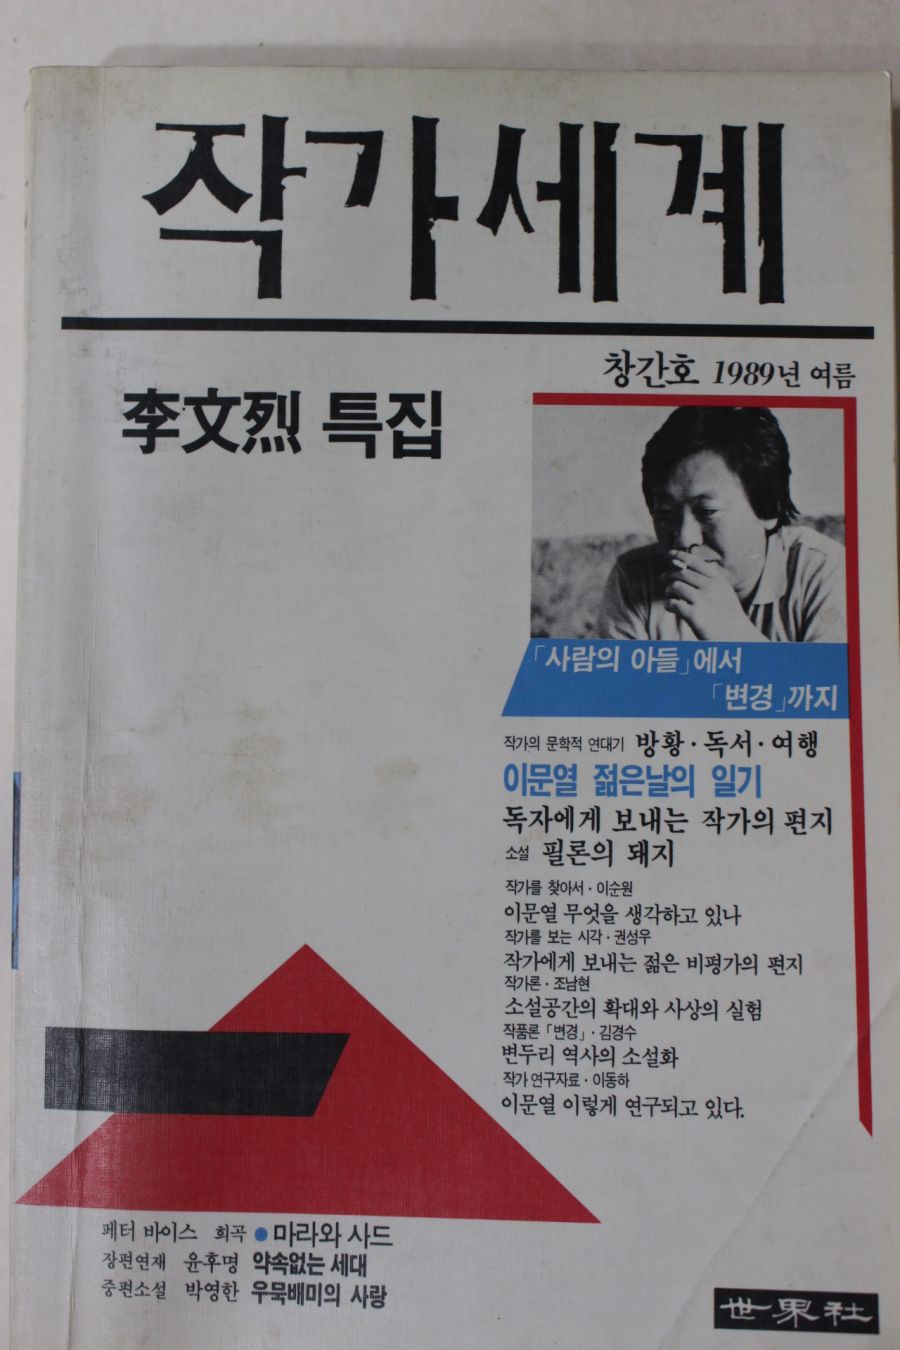 작가세계
창간호 1989년 여름
李文烈 특집
「사람의 아들」에서
「변경」까지
작가의 문학적 연대기 방황·독서·여행
이문열 젊은날의 일기
독자에게 보내는 작가의 편지
소설 필론의 돼지
작가를 찾아서·이순원
이문열 무엇을 생각하고 있나
작가를 보는 시각·권성우
작가에게 보내는 젊은 비평가의 편지
작가론·조남현
소설공간의 확대와 사상의 실험
작품론「변경」·김경수
변두리 역사의 소설화
작가 연구자료·이동하
이문열 이렇게 연구되고 있다.
페터 바이스 희곡 ● 마라와 사드
장편연재 윤후명 약속없는 세대
중편소설 박영한 우묵배미의 사랑
世界社